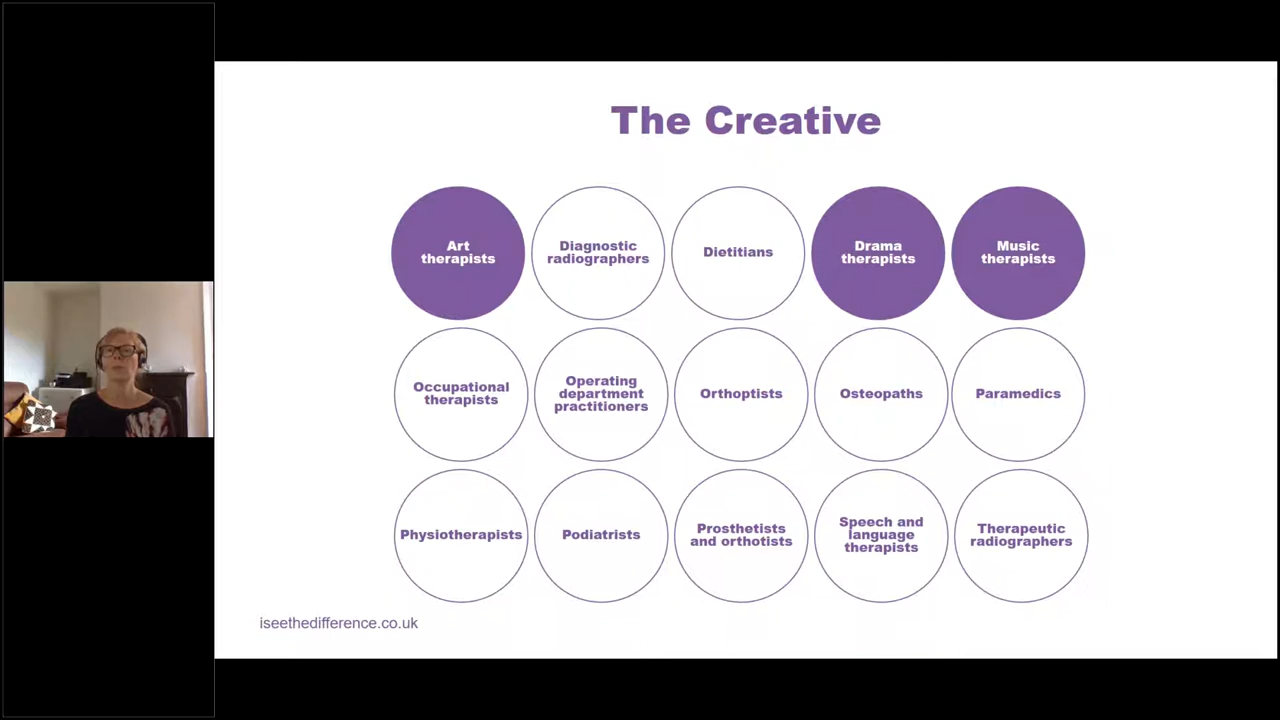 The Creative
Art
therapists
Diagnostic
radiographers
Dietitians
Drama
therapists
Music
therapists
Occupational
therapists
Operating
department
practitioners
Orthoptists
Osteopaths
Paramedics
Physiotherapists
Podiatrists
Prosthetists
and orthotists
Speech and
language
therapists
Therapeutic
radiographers
iseethedifference.co.uk